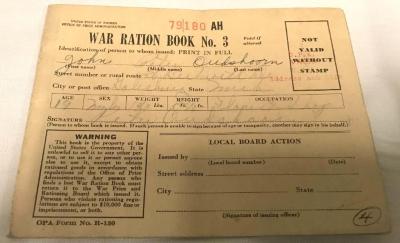 UNITED STATES OF AMERICA
OFFICE OF PRICE ADMINISTRATION
79180 AH
WAR RATION BOOK No. 3
Void if altered
NOT VALID WITHOUT STAMP
Identification of person to whom issued: PRINT IN FULL
John
(First name) (Middle name) (Last name)
Street number or rural route
City or post office State Mich
AGE SEX WEIGHT HEIGHT OCCUPATION
SIGNATURE
(Person to whom book is issued. If such person is unable to sign because of age or incapacity, another may sign in his behalf.)
WARNING
This book is the property of the
United States Government. It is
unlawful to sell it to any other per-
son, or to use it or permit anyone
else to use it, except to obtain
rationed goods in accordance with
regulations of the Office of Price
Administration. Any person who
finds a lost War Ration Book must
return it to the War Price and
Rationing Board which issued it.
Persons who violate rationing reg-
ulations are subject to $10,000 fine or
imprisonment, or both.
LOCAL BOARD ACTION
Issued by
(Local board number) (Date)
Street address
City State
(Signature of issuing officer)
OPA Form No. R-130
4